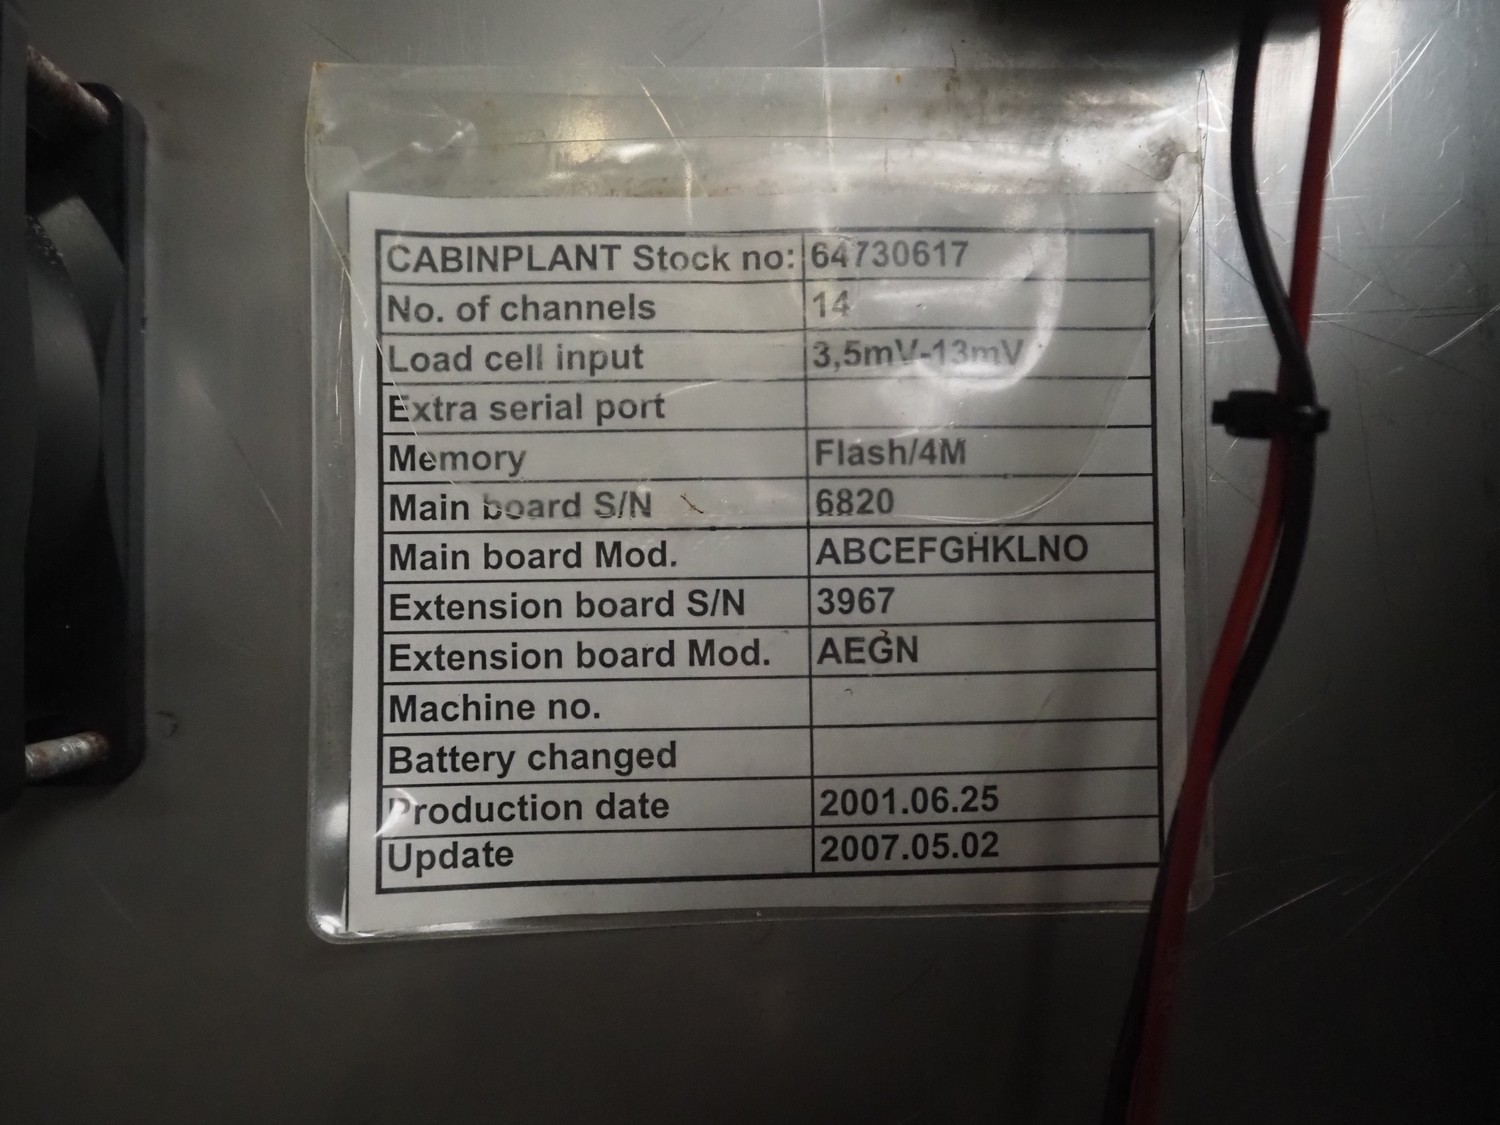 CABINPLANT Stock no: 64730617
No. of channels 14
Load cell input 3,5mV-13mV
Extra serial port
Memory Flash/4M
Main board S/N 6820
Main board Mod. ABCEFGHKLNO
Extension board S/N 3967
Extension board Mod. AEGN
Machine no.
Battery changed
Production date 2001.06.25
Update 2007.05.02